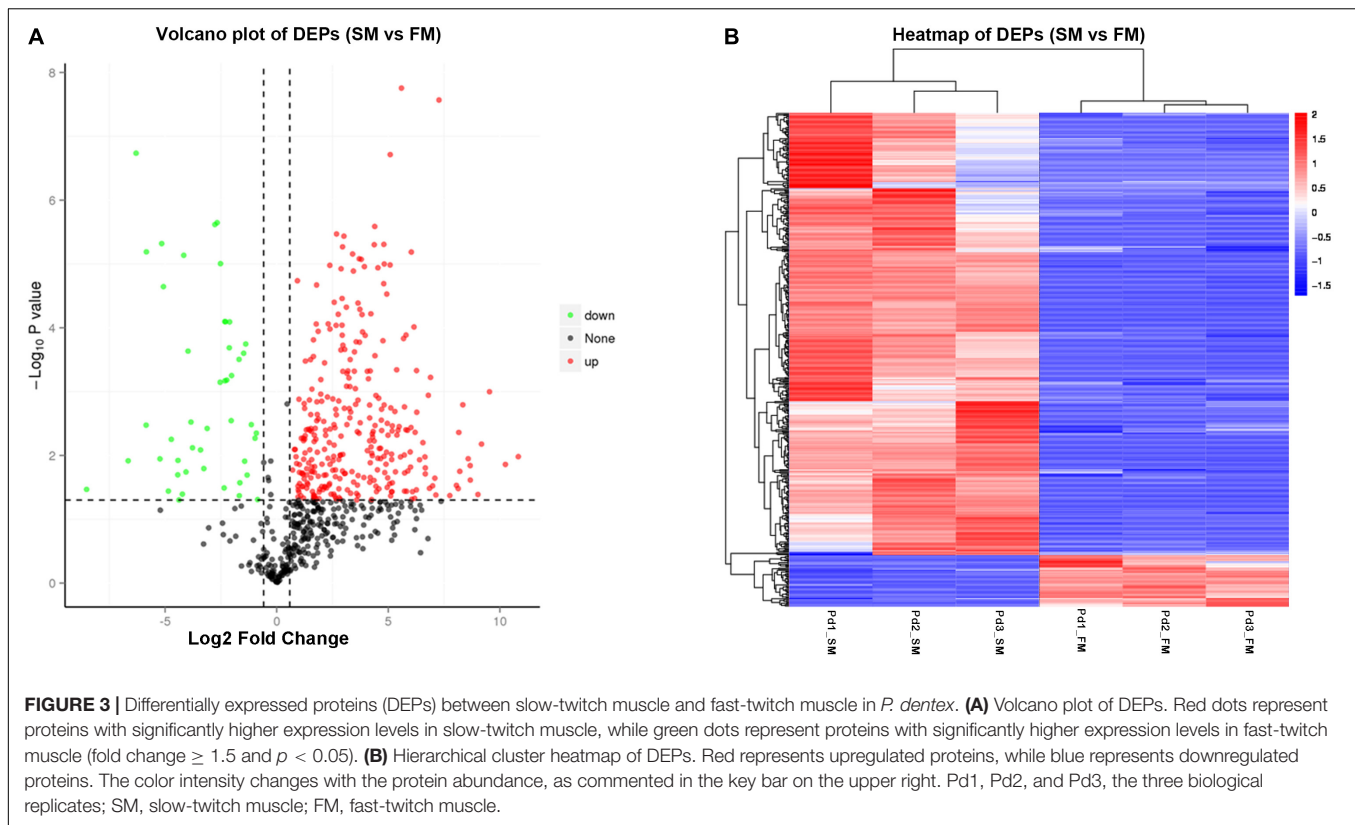 A
Volcano plot of DEPs (SM vs FM)
8
6
4
2
0
−Log10 P value
-5
0
5
10
Log2 Fold Change
down
None
up
B
Heatmap of DEPs (SM vs FM)
2
1.5
1
0.5
0
−0.5
−1
−1.5
Pd1_SM
Pd2_SM
Pd3_SM
Pd1_FM
Pd2_FM
Pd3_FM
FIGURE 3 | Differentially expressed proteins (DEPs) between slow-twitch muscle and fast-twitch muscle in P. dentex. (A) Volcano plot of DEPs. Red dots represent
proteins with significantly higher expression levels in slow-twitch muscle, while green dots represent proteins with significantly higher expression levels in fast-twitch
muscle (fold change ≥ 1.5 and p < 0.05). (B) Hierarchical cluster heatmap of DEPs. Red represents upregulated proteins, while blue represents downregulated
proteins. The color intensity changes with the protein abundance, as commented in the key bar on the upper right. Pd1, Pd2, and Pd3, the three biological
replicates; SM, slow-twitch muscle; FM, fast-twitch muscle.